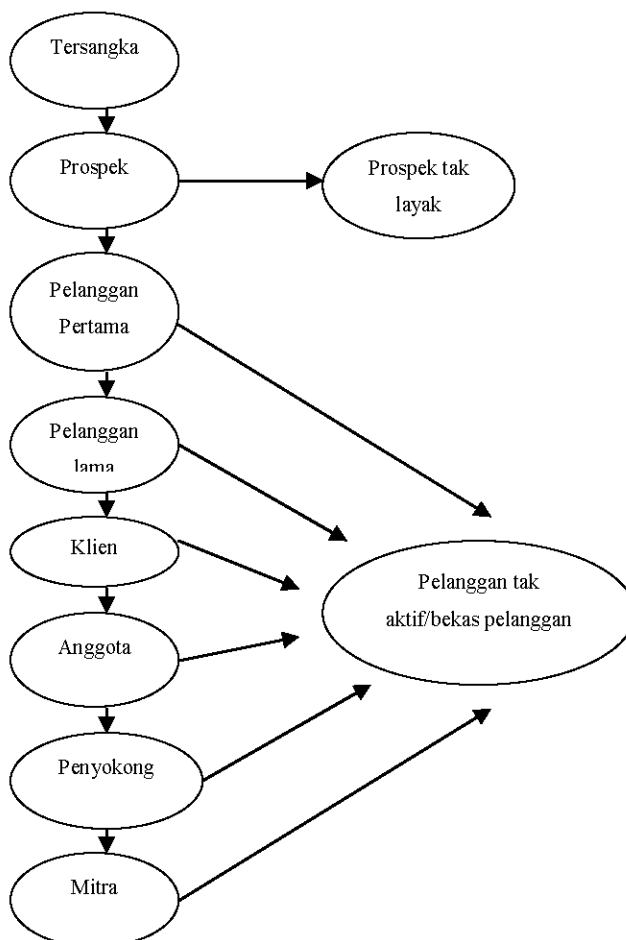 Tersangka
Prospek
Prospek tak
layak
Pelanggan
Pertama
Pelanggan
lama
Klien
Pelanggan tak
aktif/bekas pelanggan
Anggota
Penyokong
Mitra